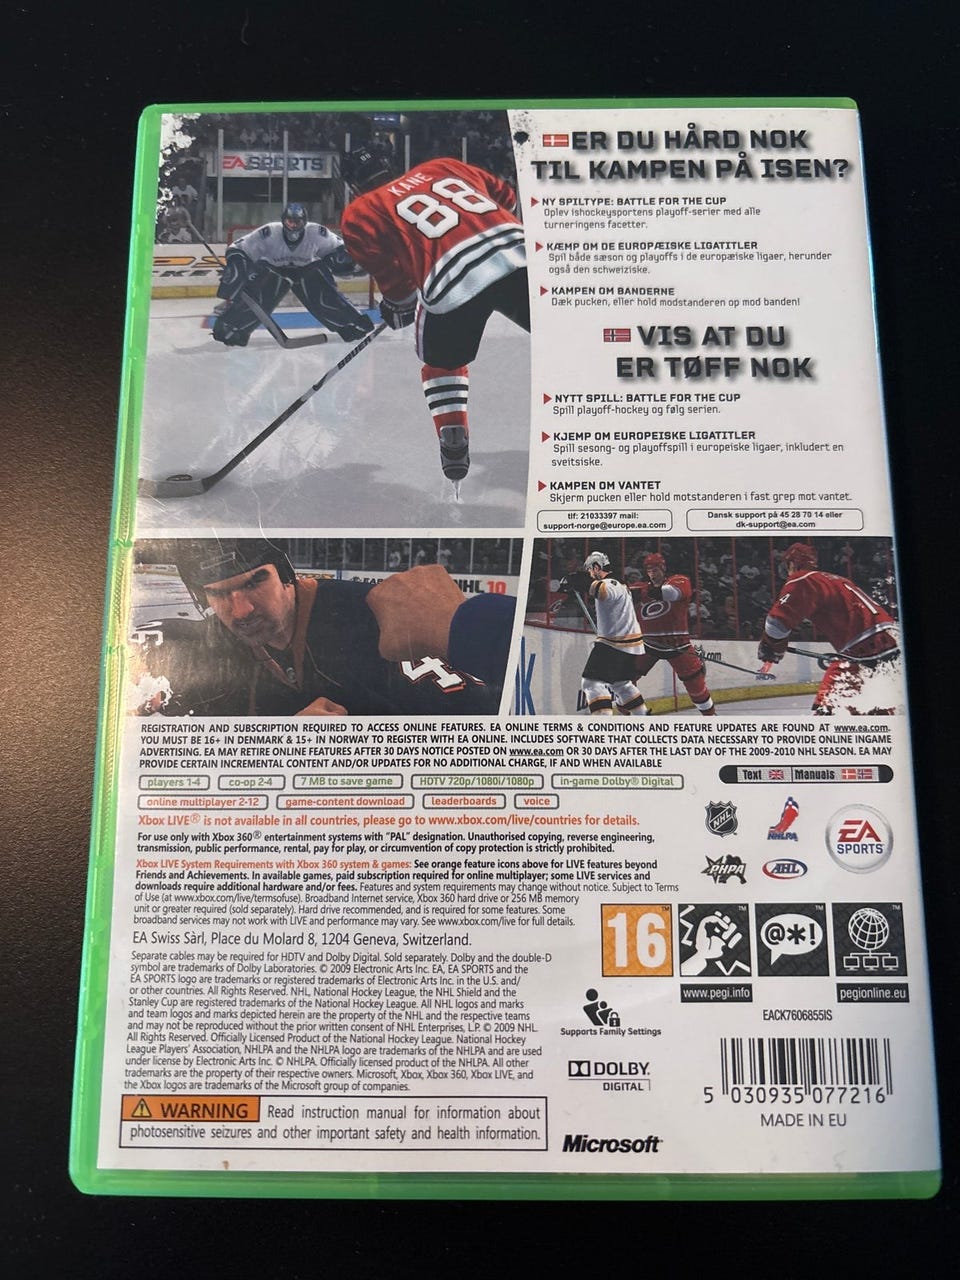 EA SPORTS
KANE
88
VANCOUVER
BAUER
ER DU HÅRD NOK
TIL KAMPEN PÅ ISEN?
NY SPILTYPE: BATTLE FOR THE CUP
Oplev ishockeysportens playoff-serier med alle
turneringens facetter.
KÆMP OM DE EUROPÆISKE LIGATITLER
Spil både sæson og playoffs i de europæiske ligaer, herunder
også den schweiziske.
KAMPEN OM BANDERNE
Dæk pucken, eller hold modstanderen op mod banden!
VIS AT DU
ER TØFF NOK
NYTT SPILL: BATTLE FOR THE CUP
Spill playoff-hockey og følg serien.
KJEMP OM EUROPEISKE LIGATITLER
Spill sesong- og playoffspill i europeiske ligaer, inkludert en
sveitsiske.
KAMPEN OM VANTET
Skjerm pucken eller hold motstanderen i fast grep mot vantet.
tlf: 21033397 mail:
support-norge@europe.ea.com
Dansk support på 45 28 70 14 eller
dk-support@ea.com
NHL 10
4
14
REGISTRATION AND SUBSCRIPTION REQUIRED TO ACCESS ONLINE FEATURES. EA ONLINE TERMS & CONDITIONS AND FEATURE UPDATES ARE FOUND AT www.ea.com.
YOU MUST BE 16+ IN DENMARK & 15+ IN NORWAY TO REGISTER WITH EA ONLINE. INCLUDES SOFTWARE THAT COLLECTS DATA NECESSARY TO PROVIDE ONLINE INGAME
ADVERTISING. EA MAY RETIRE ONLINE FEATURES AFTER 30 DAYS NOTICE POSTED ON www.ea.com OR 30 DAYS AFTER THE LAST DAY OF THE 2009-2010 NHL SEASON. EA MAY
PROVIDE CERTAIN INCREMENTAL CONTENT AND/OR UPDATES FOR NO ADDITIONAL CHARGE, IF AND WHEN AVAILABLE
players 1-4
co-op 2-4
7 MB to save game
HDTV 720p/1080i/1080p
in-game Dolby® Digital
Text
Manuals
online multiplayer 2-12
game-content download
leaderboards
voice
Xbox LIVE® is not available in all countries, please go to www.xbox.com/live/countries for details.
For use only with Xbox 360® entertainment systems with "PAL" designation. Unauthorised copying, reverse engineering,
transmission, public performance, rental, pay for play, or circumvention of copy protection is strictly prohibited.
Xbox LIVE System Requirements with Xbox 360 system & games: See orange feature icons above for LIVE features beyond
Friends and Achievements. In available games, paid subscription required for online multiplayer; some LIVE services and
downloads require additional hardware and/or fees. Features and system requirements may change without notice. Subject to Terms
of Use (at www.xbox.com/live/termsofuse). Broadband Internet service, Xbox 360 hard drive or 256 MB memory
unit or greater required (sold separately). Hard drive recommended, and is required for some features. Some
broadband services may not work with LIVE and performance may vary. See www.xbox.com/live for full details.
NHL
NHLPA
PHPA
AHL
EA
SPORTS
EA Swiss Sàrl, Place du Molard 8, 1204 Geneva, Switzerland.
Separate cables may be required for HDTV and Dolby Digital. Sold separately. Dolby and the double-D
symbol are trademarks of Dolby Laboratories. © 2009 Electronic Arts Inc. EA, EA SPORTS and the
EA SPORTS logo are trademarks or registered trademarks of Electronic Arts Inc. in the U.S. and/
or other countries. All Rights Reserved. NHL, National Hockey League, the NHL Shield and the
Stanley Cup are registered trademarks of the National Hockey League. All NHL logos and marks
and team logos and marks depicted herein are the property of the NHL and the respective teams
and may not be reproduced without the prior written consent of NHL Enterprises, L.P. © 2009 NHL.
All Rights Reserved. Officially Licensed Product of the National Hockey League. National Hockey
League Players' Association, NHLPA and the NHLPA logo are trademarks of the NHLPA and are used
under license by Electronic Arts Inc. © NHLPA. Officially licensed product of the NHLPA. All other
trademarks are the property of their respective owners. Microsoft, Xbox, Xbox 360, Xbox LIVE, and
the Xbox logos are trademarks of the Microsoft group of companies.
16
@*!
www.pegi.info
pegionline.eu
Supports Family Settings
EACK7606855IS
DOLBY
DIGITAL
5 030935 077216
MADE IN EU
WARNING Read instruction manual for information about
photosensitive seizures and other important safety and health information.
Microsoft